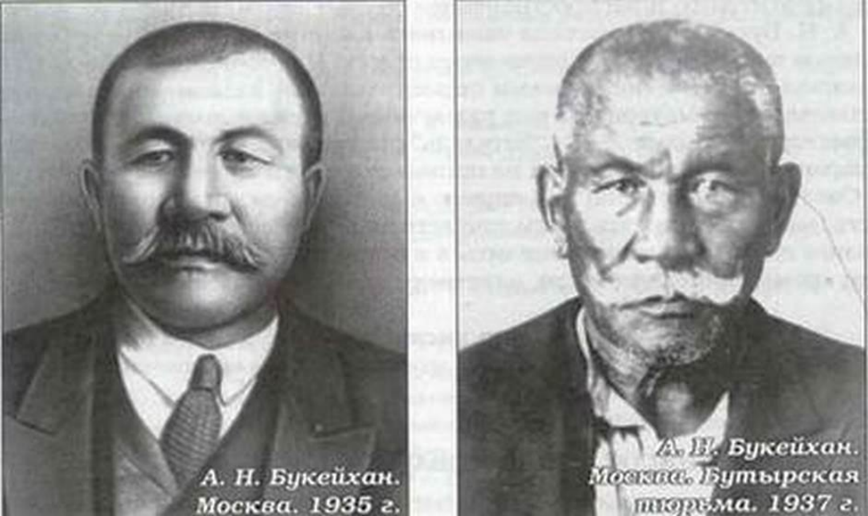 А. Н. Букейхан.
Москва. 1935 г.
А. Н. Букейхан.
Москва. Бутырская
тюрьма. 1937 г.